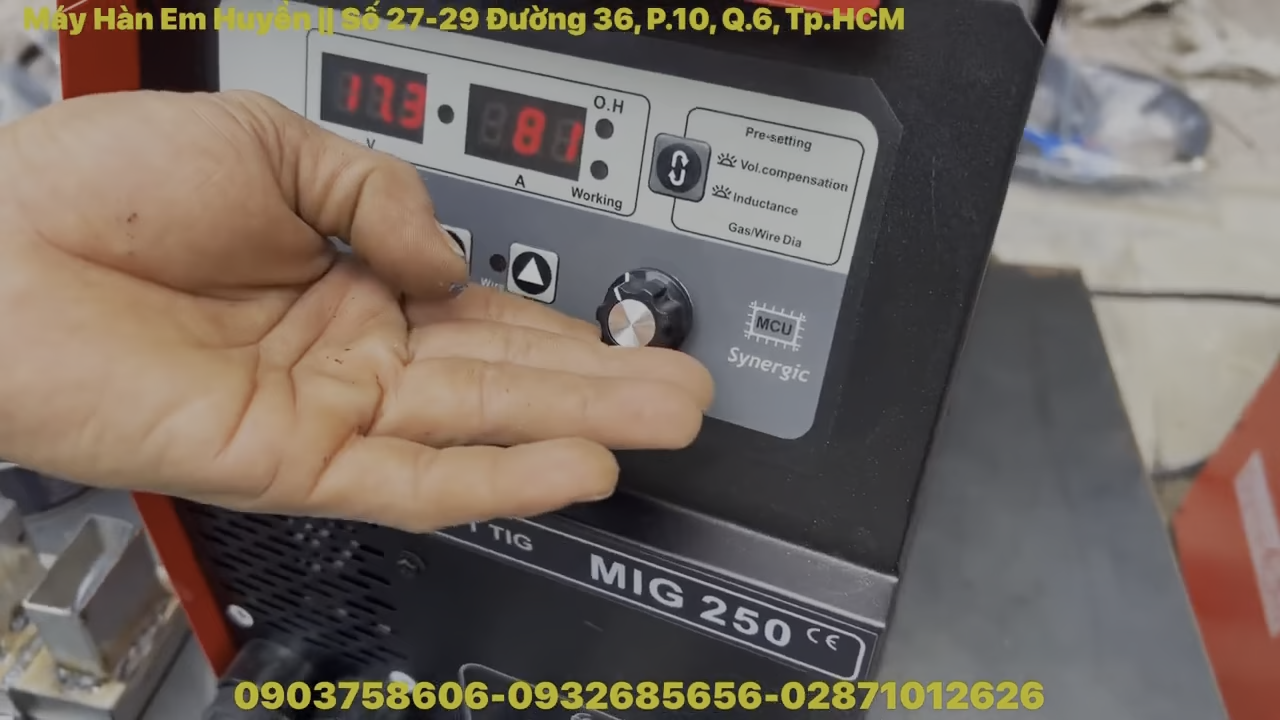 Máy Hàn Em Huyền || Số 27-29 Đường 36, P.10, Q.6, Tp.HCM
17.3
81
O.H
V
A
Working
Pre-setting
Vol.compensation
Inductance
Gas/Wire Dia
MCU
Synergic
TIG
MIG 250 CE
0903758606-0932685656-02871012626